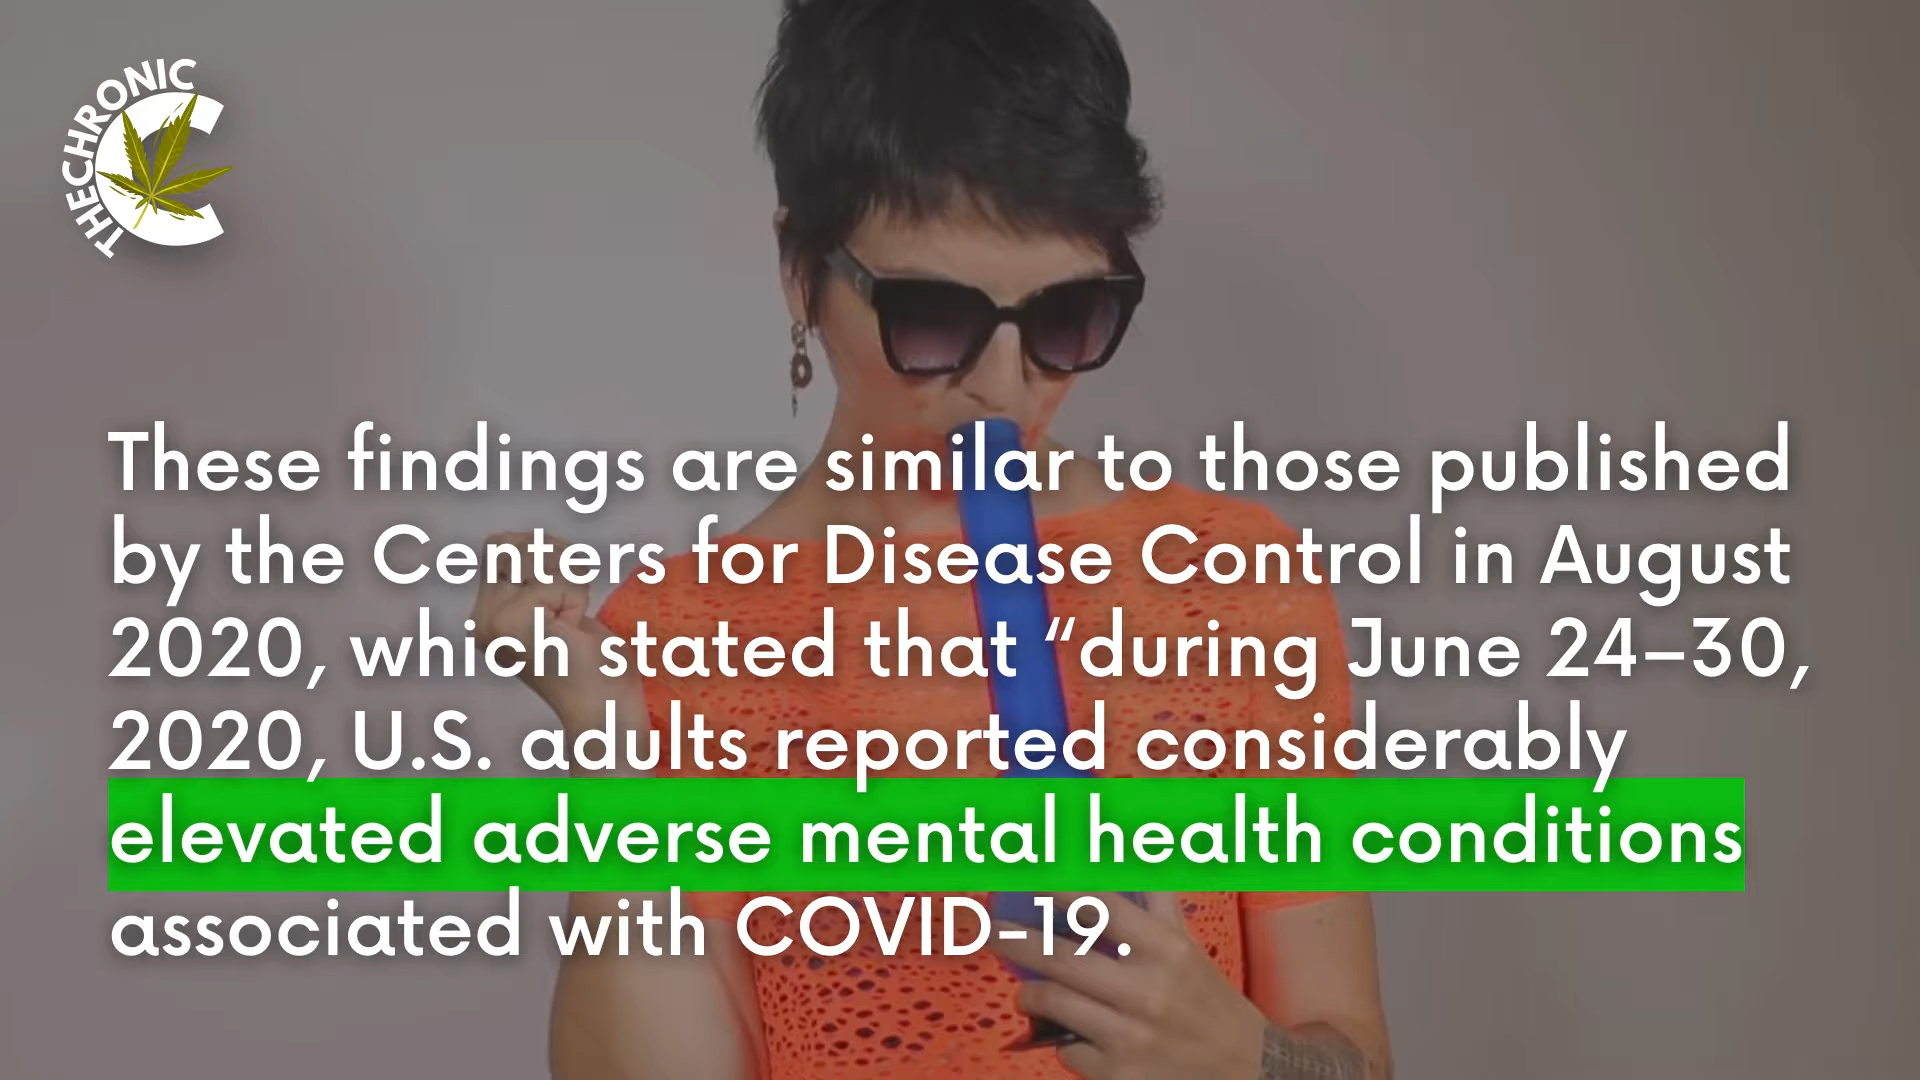 THECHRONIC
C
These findings are similar to those published
by the Centers for Disease Control in August
2020, which stated that “during June 24–30,
2020, U.S. adults reported considerably
elevated adverse mental health conditions
associated with COVID-19.